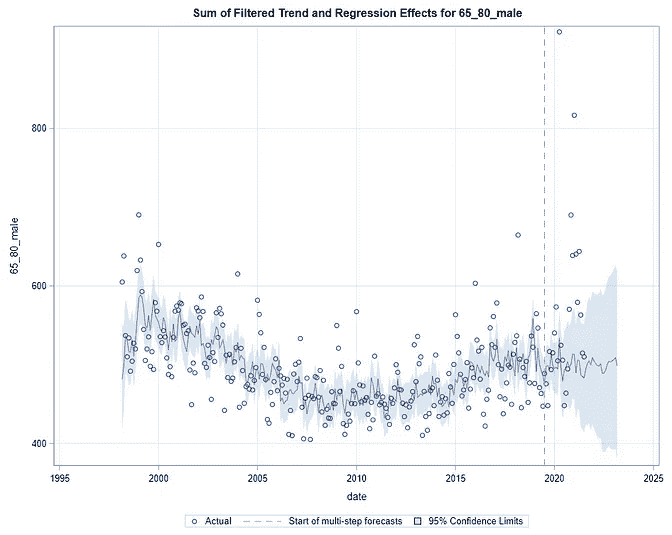 Sum of Filtered Trend and Regression Effects for 65_80_male
800
600
400
65_80_male
1995 2000 2005 2010 2015 2020 2025
date
Actual Start of multi-step forecasts 95% Confidence Limits